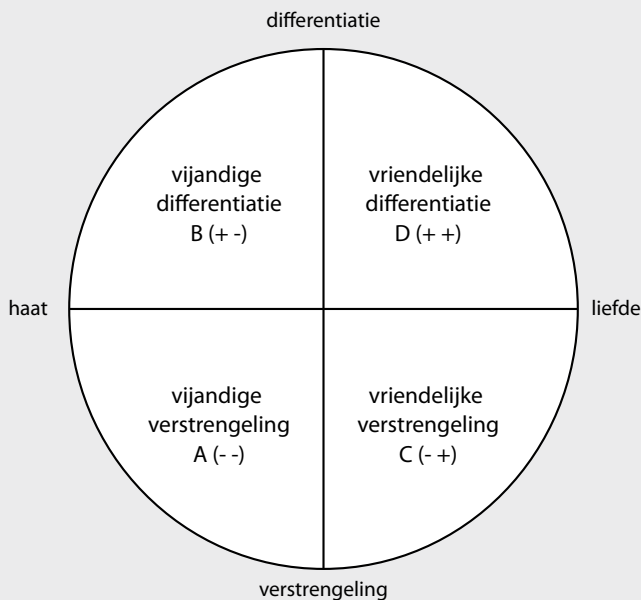 differentiatie
vijandige
differentiatie
B (+ -)
vriendelijke
differentiatie
D (+ +)
haat
liefde
vijandige
verstrengeling
A (- -)
vriendelijke
verstrengeling
C (- +)
verstrengeling